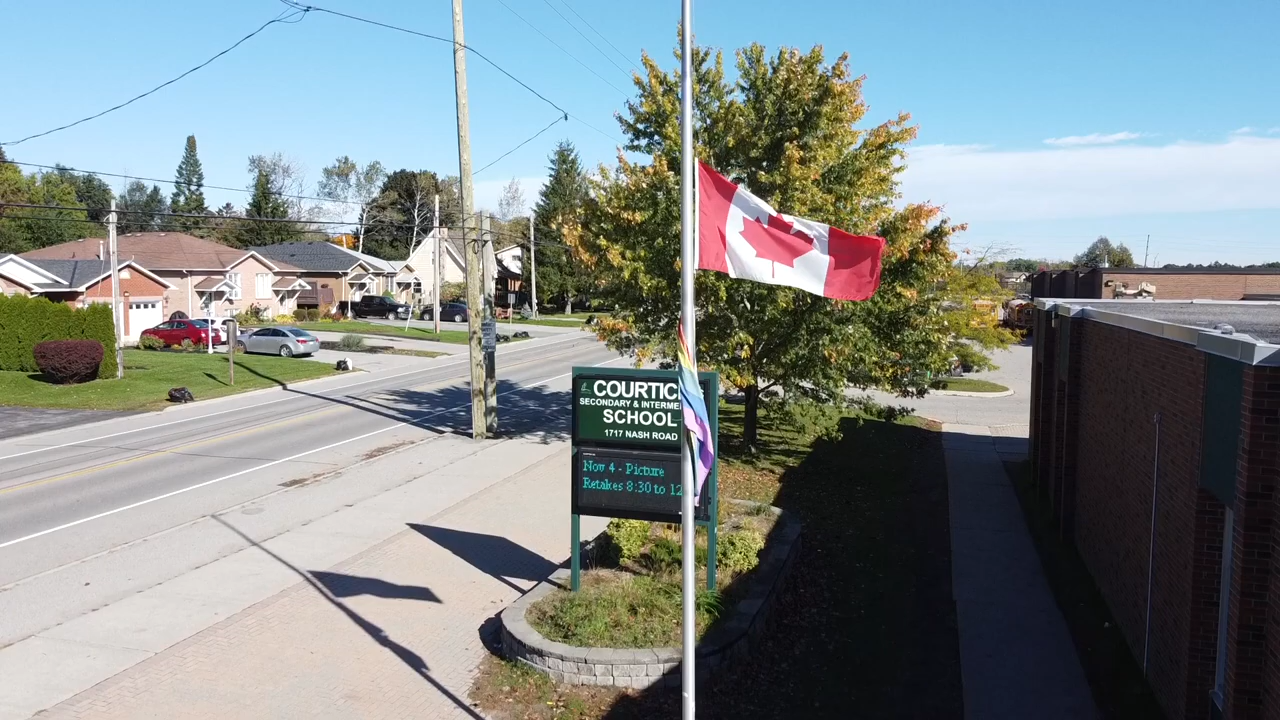 COURTIC
SECONDARY & INTERME
SCHOOL
1717 NASH ROAD
Nov 4 - Picture
Retakes 8:30 to 12